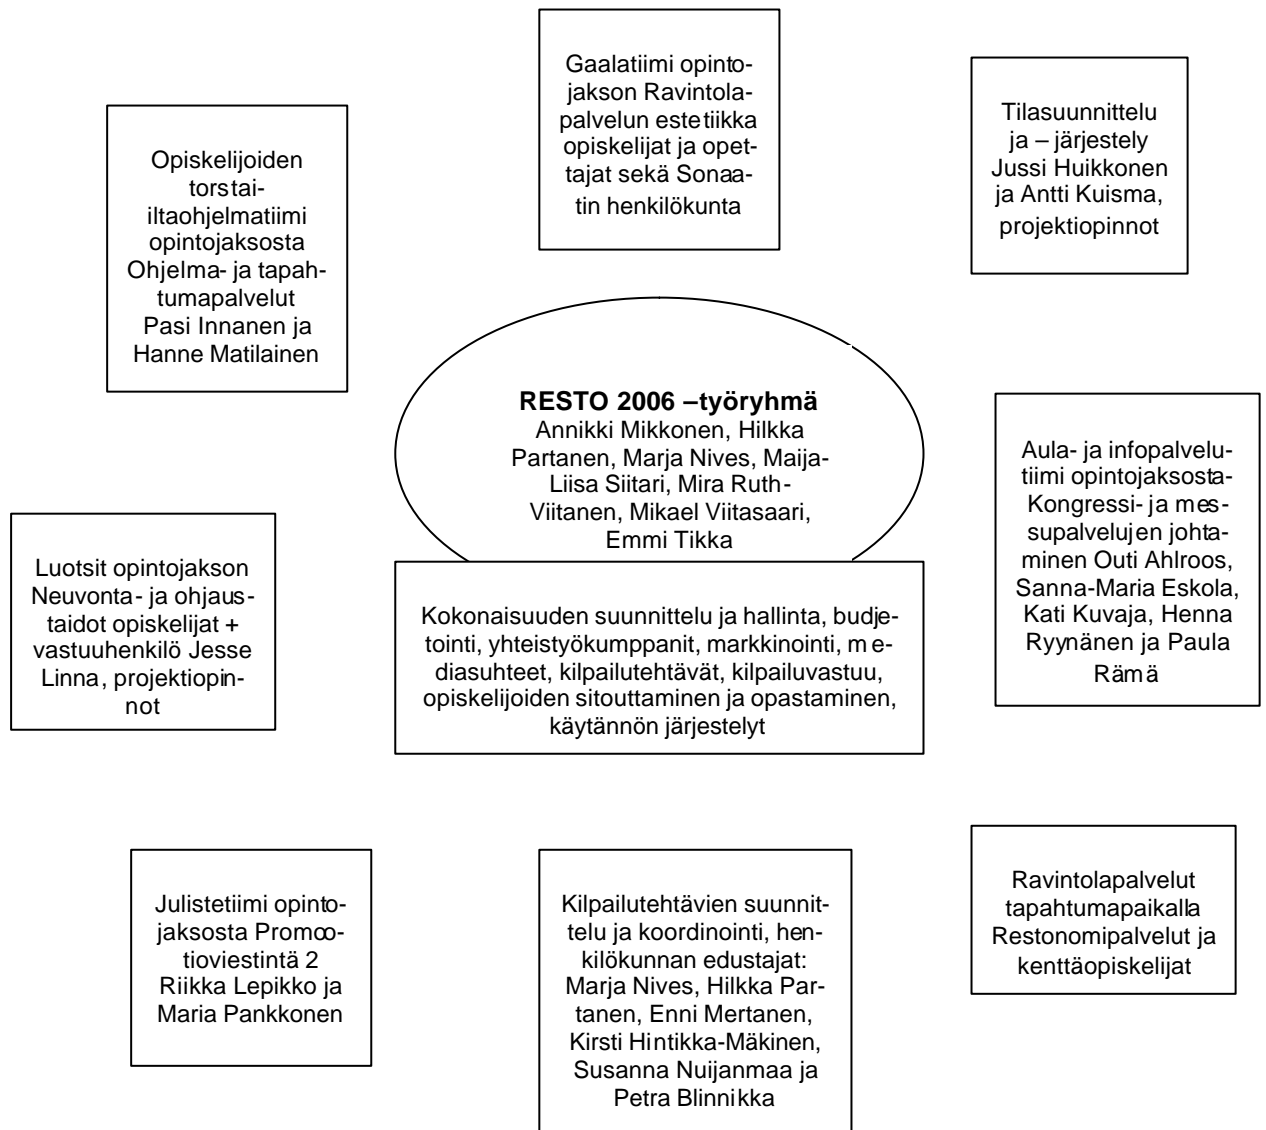 Gaalatiimi opinto-
jakson Ravintola-
palvelun estetiikka
opiskelijat ja opet-
tajat sekä Sonaa-
tin henkilökunta
Tilasuunnittelu
ja – järjestely
Jussi Huikkonen
ja Antti Kuisma,
projektiopinnot
Opiskelijoiden
torstai-
iltaohjelmatiimi
opintojaksosta
Ohjelma- ja tapah-
tumapalvelut
Pasi Innanen ja
Hanne Matilainen
RESTO 2006 –työryhmä
Annikki Mikkonen, Hilkka
Partanen, Marja Nives, Maija-
Liisa Siitari, Mira Ruth-
Viitanen, Mikael Viitasaari,
Emmi Tikka
Aula- ja infopalvelu-
tiimi opintojaksosta-
Kongressi- ja mes-
supalvelujen johta-
minen Outi Ahlroos,
Sanna-Maria Eskola,
Kati Kuvaja, Henna
Ryynänen ja Paula
Rämä
Luotsit opintojakson
Neuvonta- ja ohjaus-
taidot opiskelijat +
vastuuhenkilö Jesse
Linna, projektiopin-
not
Kokonaisuuden suunnittelu ja hallinta, budje-
tointi, yhteistyökumppanit, markkinointi, me-
diasuhteet, kilpailutehtävät, kilpailuvastuu,
opiskelijoiden sitouttaminen ja opastaminen,
käytännön järjestelyt
Julistetiimi opinto-
jaksosta Promoo-
tioviestintä 2
Riikka Lepikko ja
Maria Pankkonen
Kilpailutehtävien suunnit-
telu ja koordinointi, hen-
kilökunnan edustajat:
Marja Nives, Hilkka Par-
tanen, Enni Mertanen,
Kirsti Hintikka-Mäkinen,
Susanna Nuijanmaa ja
Petra Blinnikka
Ravintolapalvelut
tapahtumapaikalla
Restonomipalvelut ja
kenttäopiskelijat